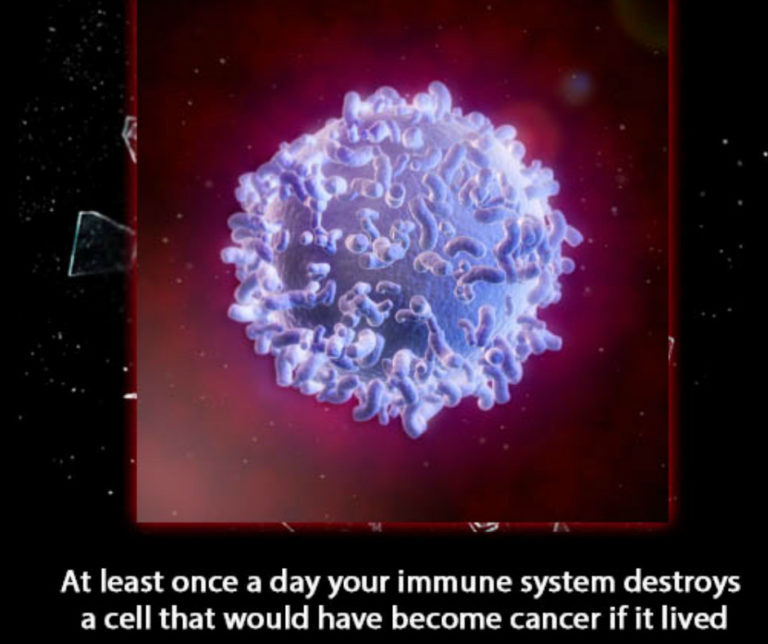 At least once a day your immune system destroys
a cell that would have become cancer if it lived